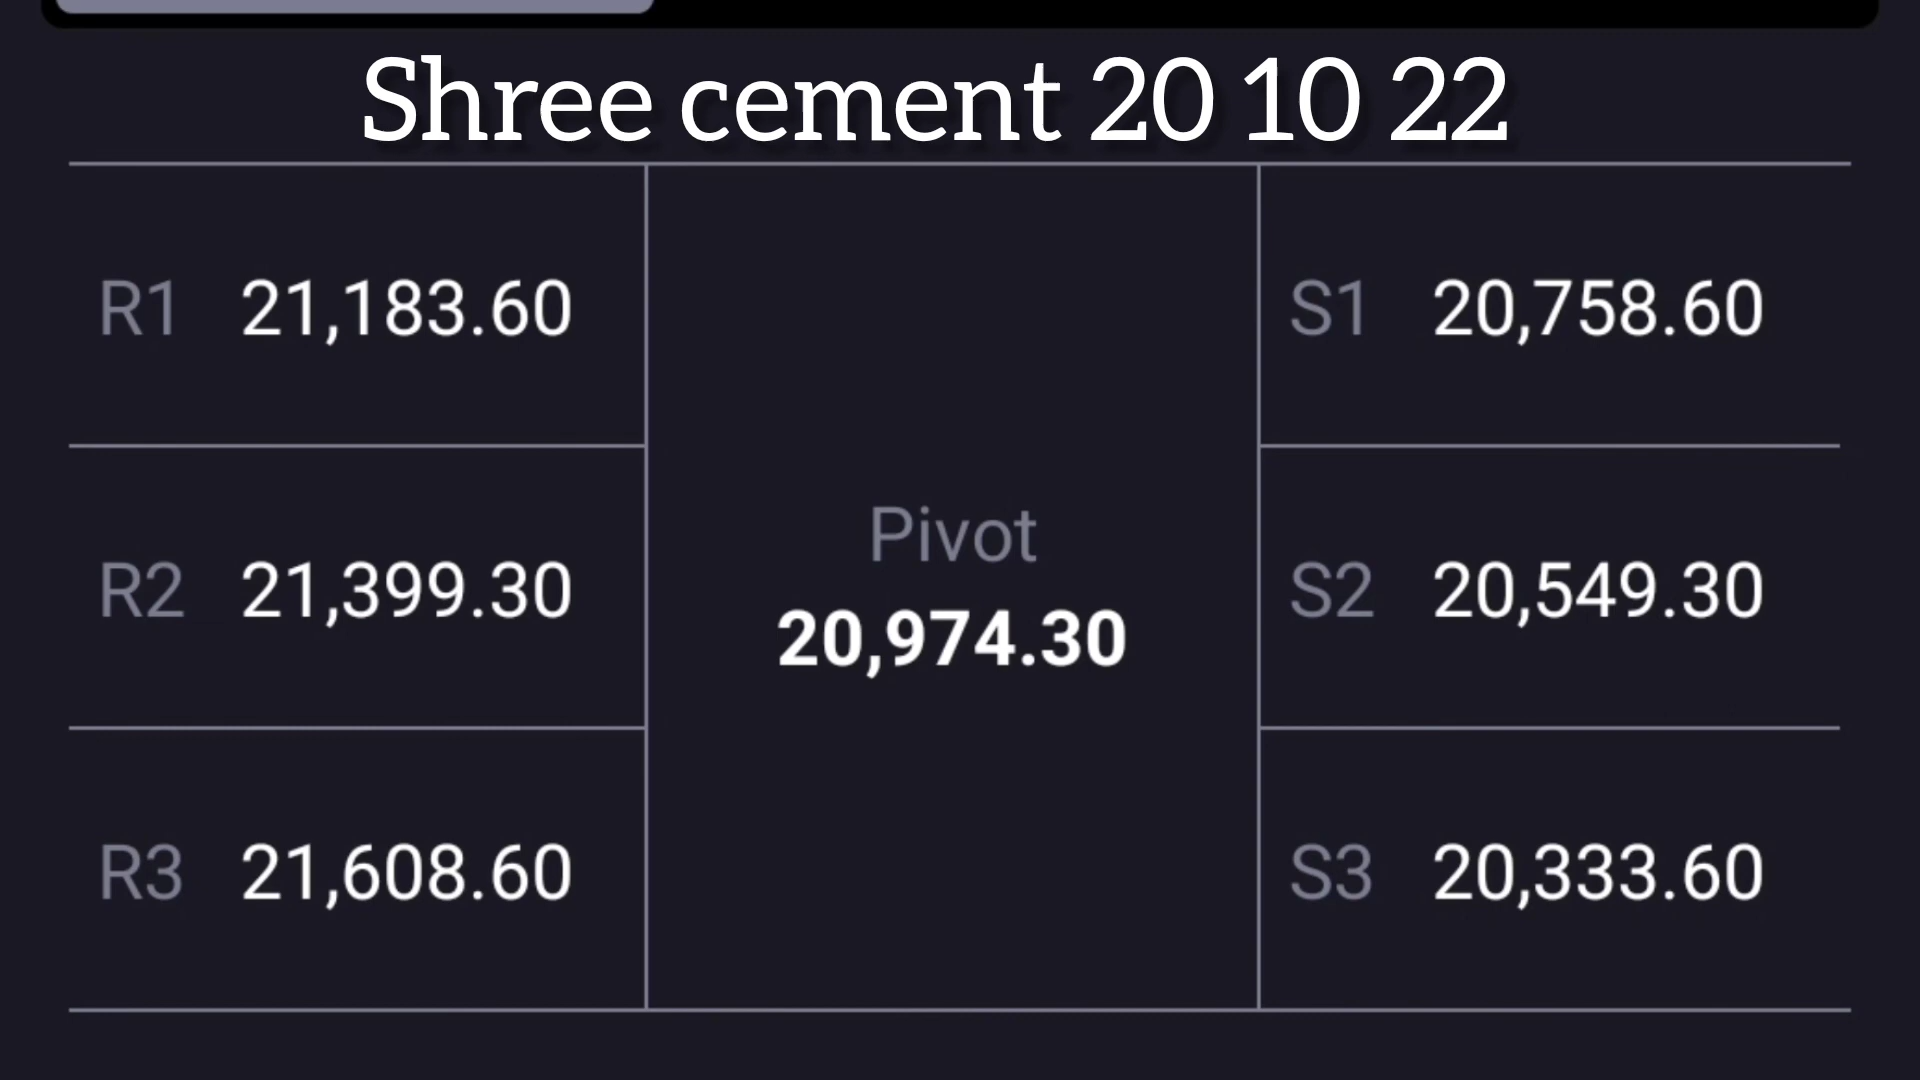 Shree cement 20 10 22
R1 21,183.60
R2 21,399.30
R3 21,608.60
Pivot
20,974.30
S1 20,758.60
S2 20,549.30
S3 20,333.60